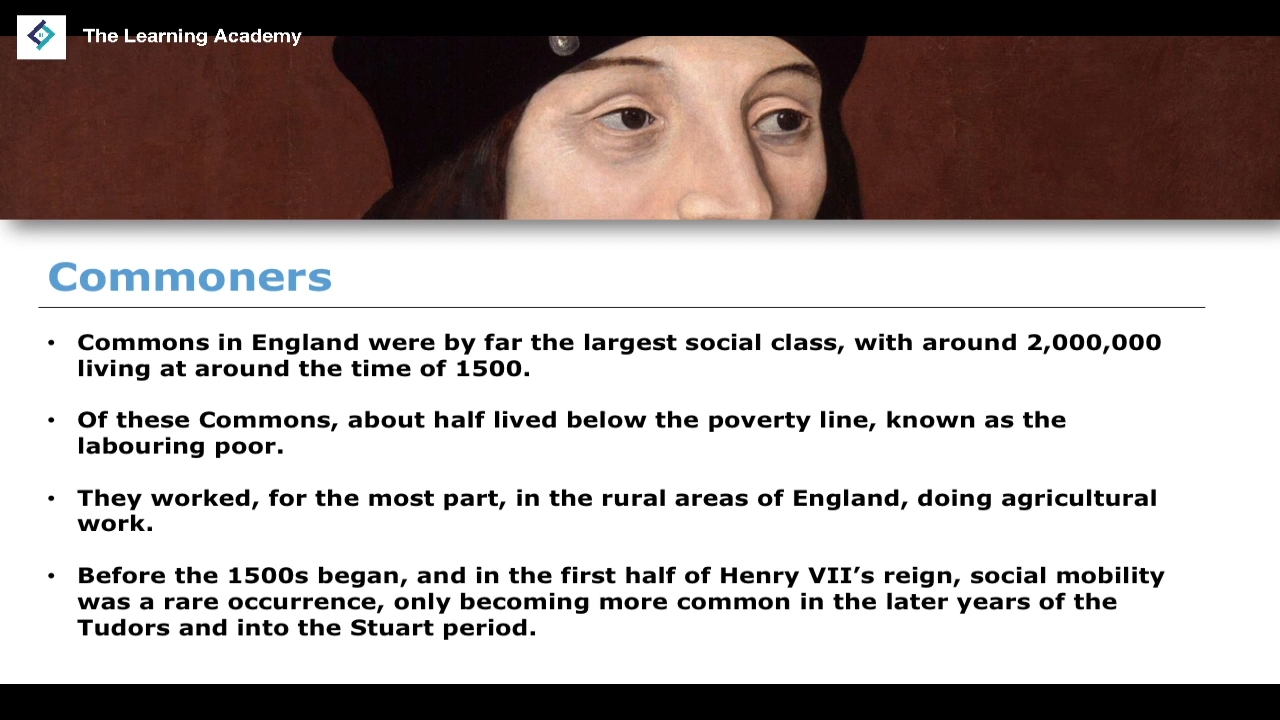 The Learning Academy
Commoners
• Commons in England were by far the largest social class, with around 2,000,000
living at around the time of 1500.
• Of these Commons, about half lived below the poverty line, known as the
labouring poor.
• They worked, for the most part, in the rural areas of England, doing agricultural
work.
• Before the 1500s began, and in the first half of Henry VII’s reign, social mobility
was a rare occurrence, only becoming more common in the later years of the
Tudors and into the Stuart period.